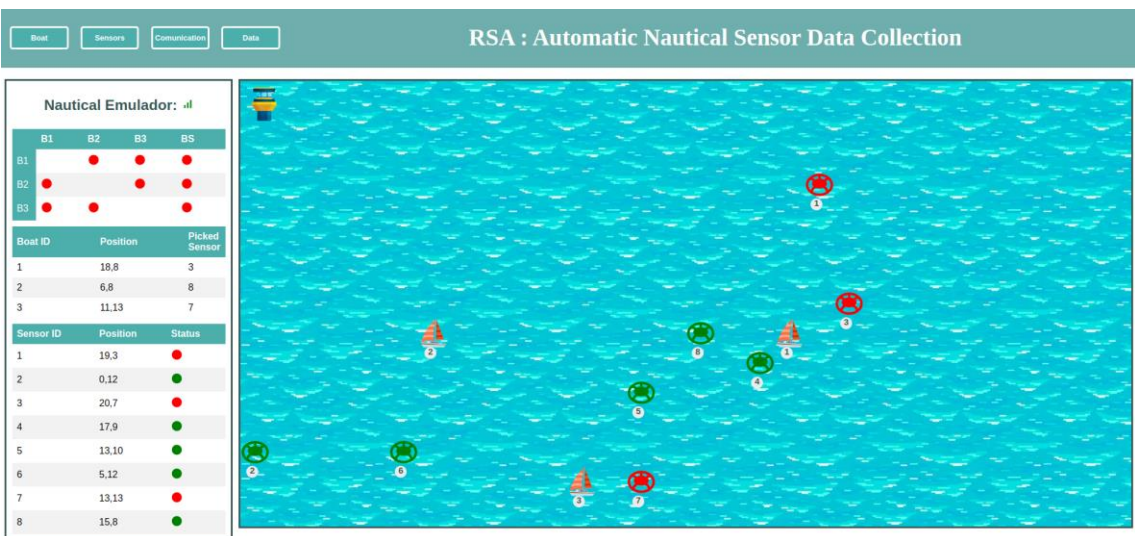 Boat Sensors Comunication Data
RSA : Automatic Nautical Sensor Data Collection
Nautical Emulador:
B1 B2 B3 BS
B1
B2
B3
Boat ID Position Picked Sensor
1 18,8 3
2 6,8 8
3 11,13 7
Sensor ID Position Status
1 19,3
2 0,12
3 20,7
4 17,9
5 13,10
6 5,12
7 13,13
8 15,8
1
3
2 8 1
4
5
2 6
3 7